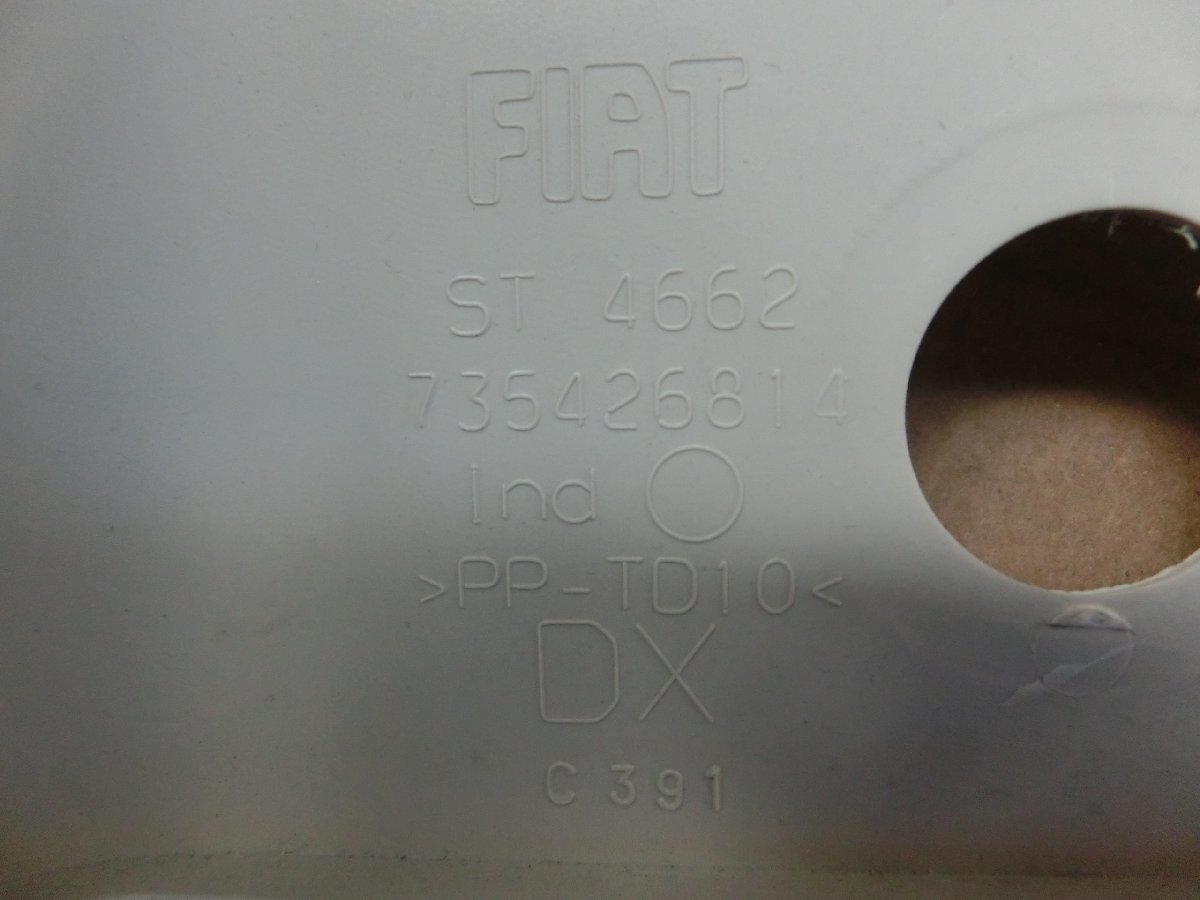 FIAT
ST 4662
735426814
Ind
>PP-TD10<
DX
C 391